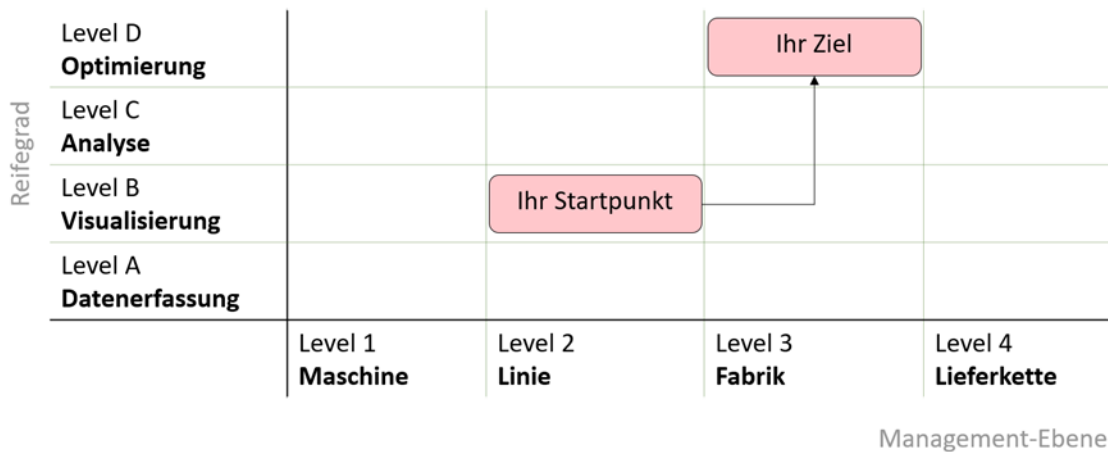 Reifegrad
Level D
Optimierung
Ihr Ziel
Level C
Analyse
Level B
Visualisierung
Ihr Startpunkt
Level A
Datenerfassung
Level 1
Maschine
Level 2
Linie
Level 3
Fabrik
Level 4
Lieferkette
Management-Ebene